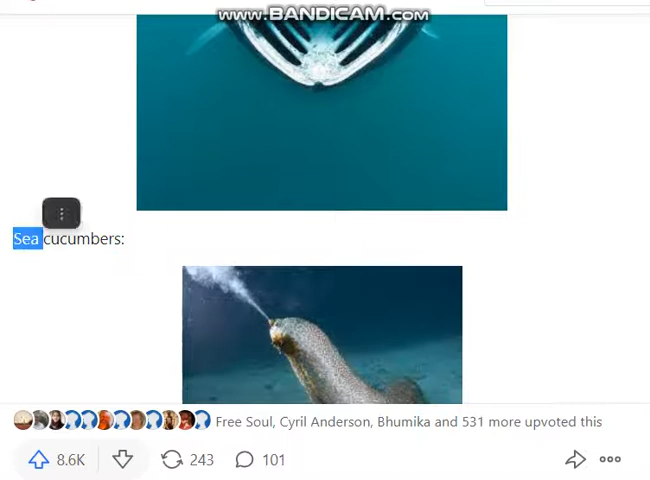 www.BANDICAM.com
Sea cucumbers:
Free Soul, Cyril Anderson, Bhumika and 531 more upvoted this
8.6K 243 101